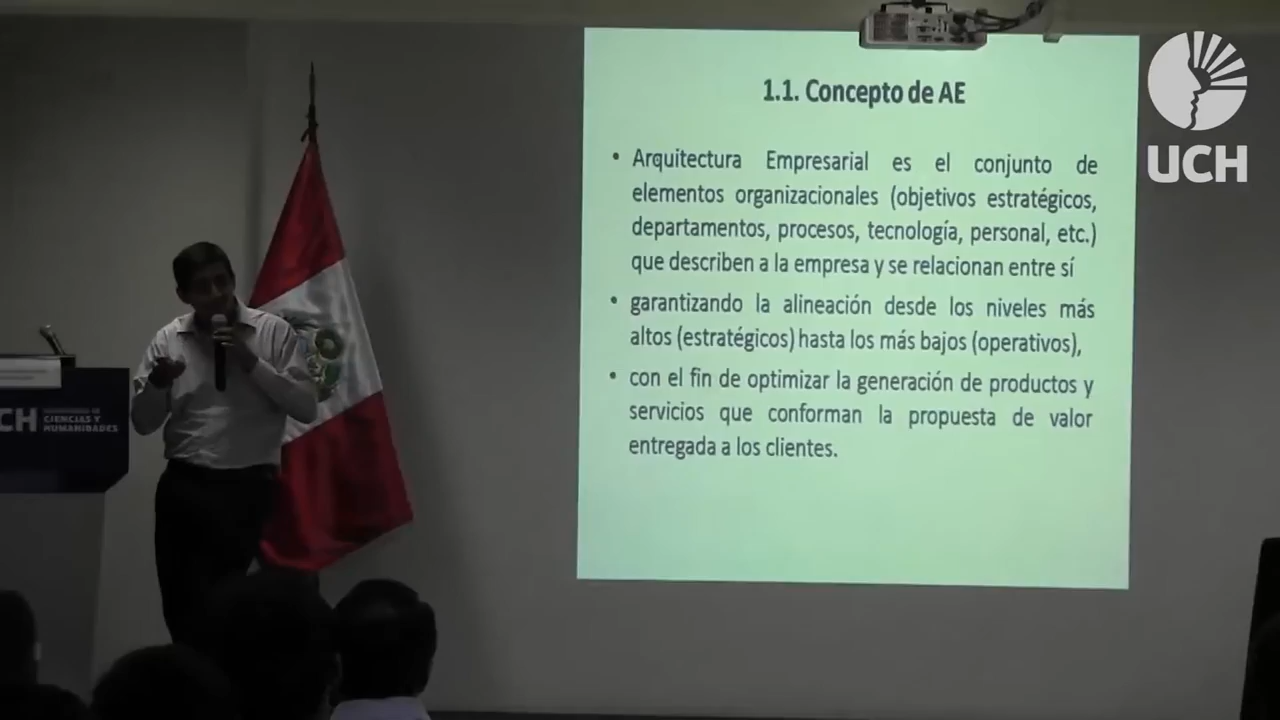 1.1. Concepto de AE
• Arquitectura Empresarial es el conjunto de
elementos organizacionales (objetivos estratégicos,
departamentos, procesos, tecnología, personal, etc.)
que describen a la empresa y se relacionan entre sí
• garantizando la alineación desde los niveles más
altos (estratégicos) hasta los más bajos (operativos),
• con el fin de optimizar la generación de productos y
servicios que conforman la propuesta de valor
entregada a los clientes.
UCH
CH
CIENCIAS Y
HUMANIDADES